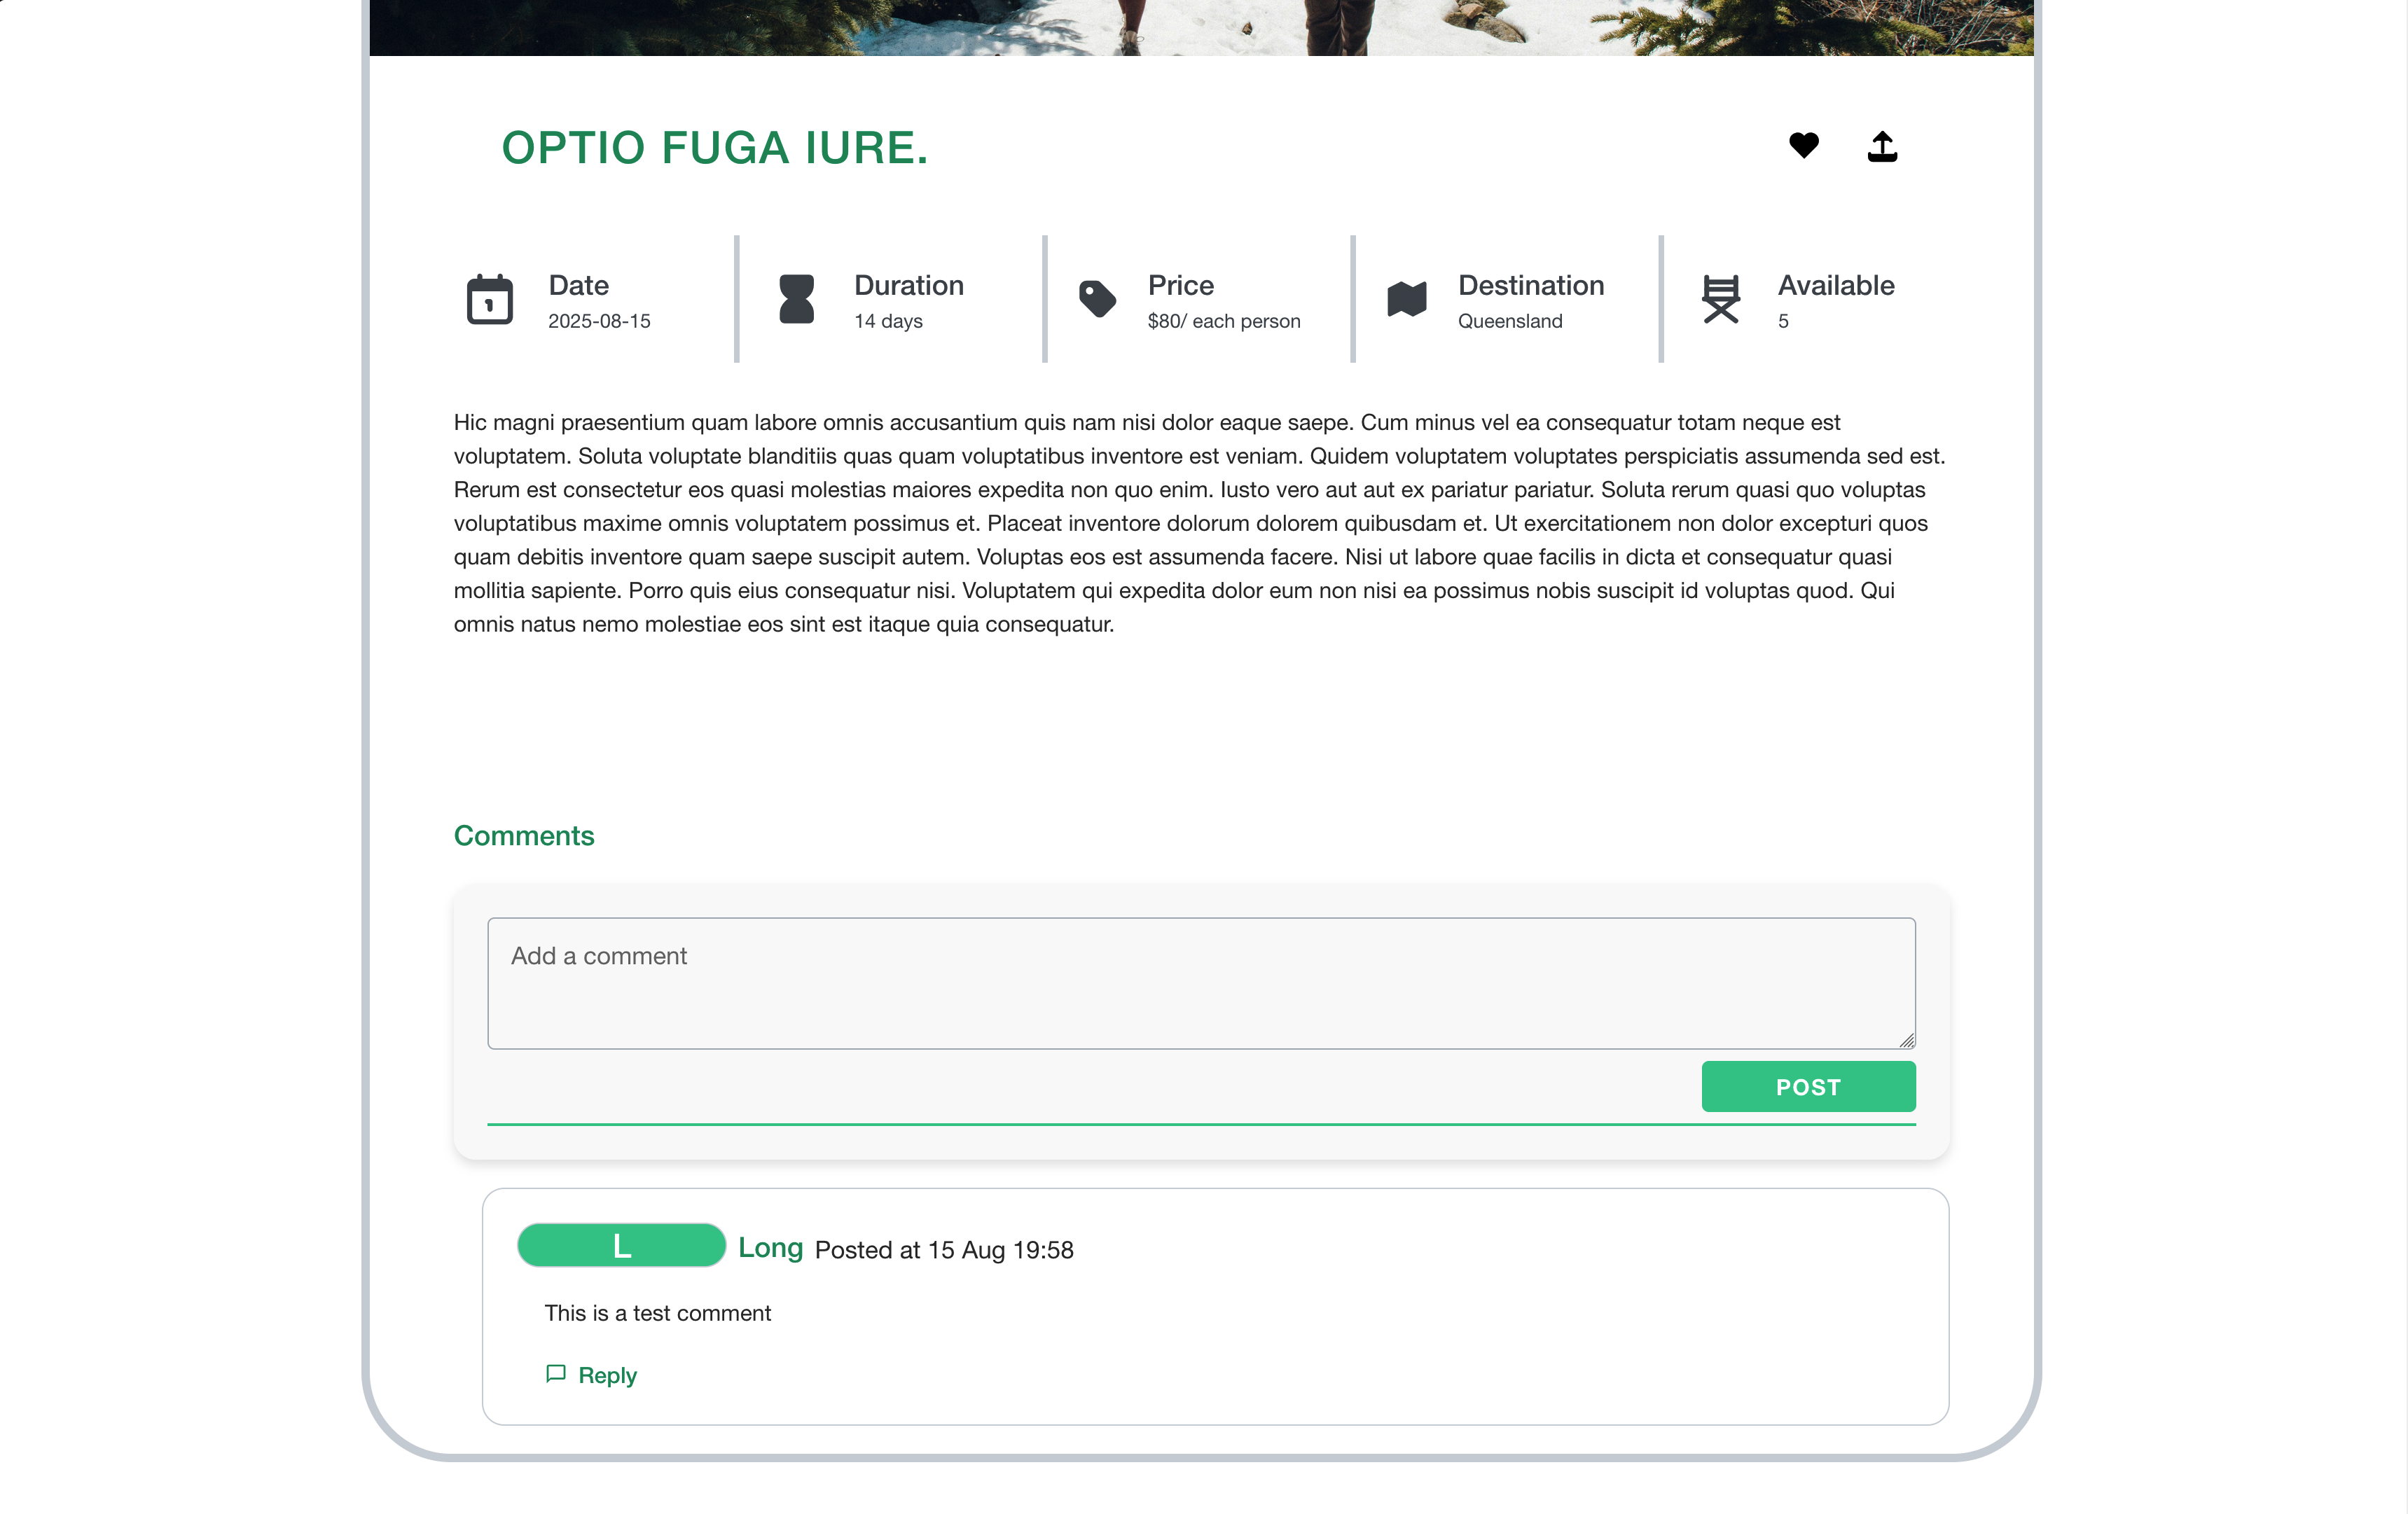 OPTIO FUGA IURE.
Date
2025-08-15
Duration
14 days
Price
$80/ each person
Destination
Queensland
Available
5
Hic magni praesentium quam labore omnis accusantium quis nam nisi dolor eaque saepe. Cum minus vel ea consequatur totam neque est
voluptatem. Soluta voluptate blanditiis quas quam voluptatibus inventore est veniam. Quidem voluptatem voluptates perspiciatis assumenda sed est.
Rerum est consectetur eos quasi molestias maiores expedita non quo enim. Iusto vero aut aut ex pariatur pariatur. Soluta rerum quasi quo voluptas
voluptatibus maxime omnis voluptatem possimus et. Placeat inventore dolorum dolorem quibusdam et. Ut exercitationem non dolor excepturi quos
quam debitis inventore quam saepe suscipit autem. Voluptas eos est assumenda facere. Nisi ut labore quae facilis in dicta et consequatur quasi
mollitia sapiente. Porro quis eius consequatur nisi. Voluptatem qui expedita dolor eum non nisi ea possimus nobis suscipit id voluptas quod. Qui
omnis natus nemo molestiae eos sint est itaque quia consequatur.
Comments
Add a comment
POST
L Long Posted at 15 Aug 19:58
This is a test comment
Reply